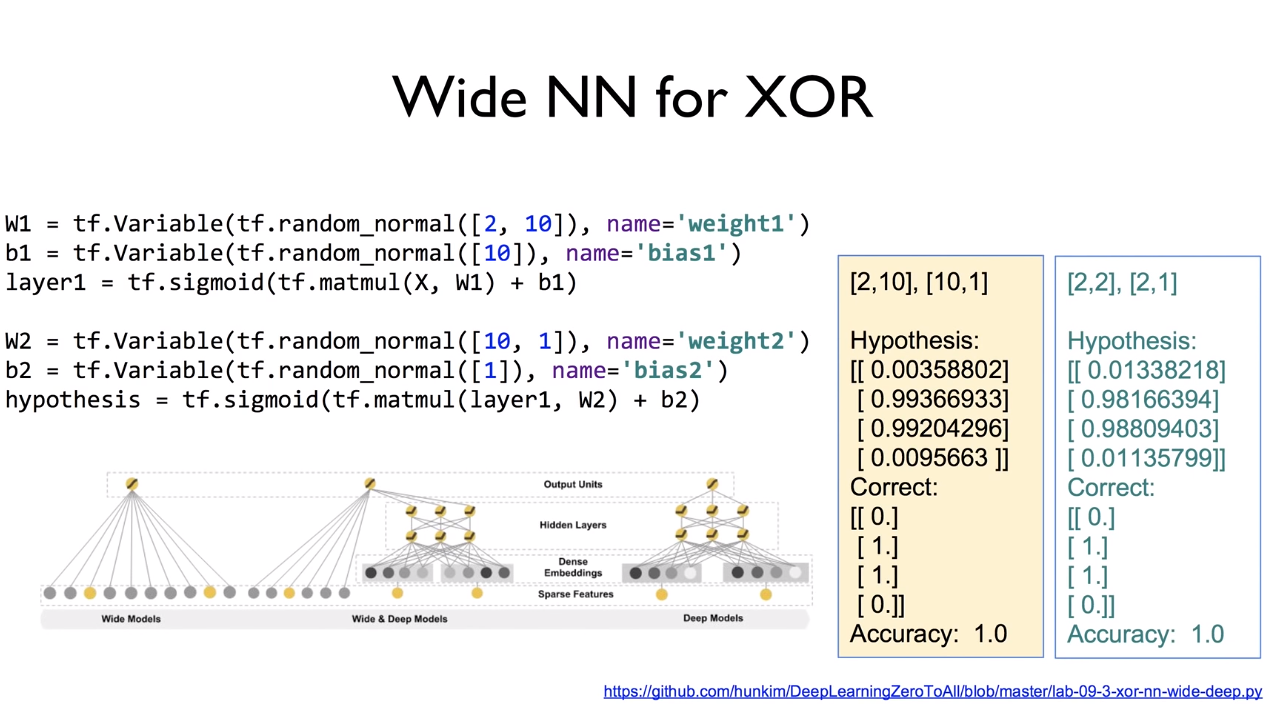 Wide NN for XOR
W1 = tf.Variable(tf.random_normal([2, 10]), name='weight1')
b1 = tf.Variable(tf.random_normal([10]), name='bias1')
layer1 = tf.sigmoid(tf.matmul(X, W1) + b1)
W2 = tf.Variable(tf.random_normal([10, 1]), name='weight2')
b2 = tf.Variable(tf.random_normal([1]), name='bias2')
hypothesis = tf.sigmoid(tf.matmul(layer1, W2) + b2)
[2,10], [10,1]
Hypothesis:
[[ 0.00358802]
[ 0.99366933]
[ 0.99204296]
[ 0.0095663 ]]
Correct:
[[ 0.]
[ 1.]
[ 1.]
[ 0.]]
Accuracy:  1.0
[2,2], [2,1]
Hypothesis:
[[ 0.01338218]
[ 0.98166394]
[ 0.98809403]
[ 0.01135799]]
Correct:
[[ 0.]
[ 1.]
[ 1.]
[ 0.]]
Accuracy:  1.0
Output Units
Hidden Layers
Dense
Embeddings
Sparse Features
Wide Models
Wide & Deep Models
Deep Models
https://github.com/hunkim/DeepLearningZeroToAll/blob/master/lab-09-3-xor-nn-wide-deep.py